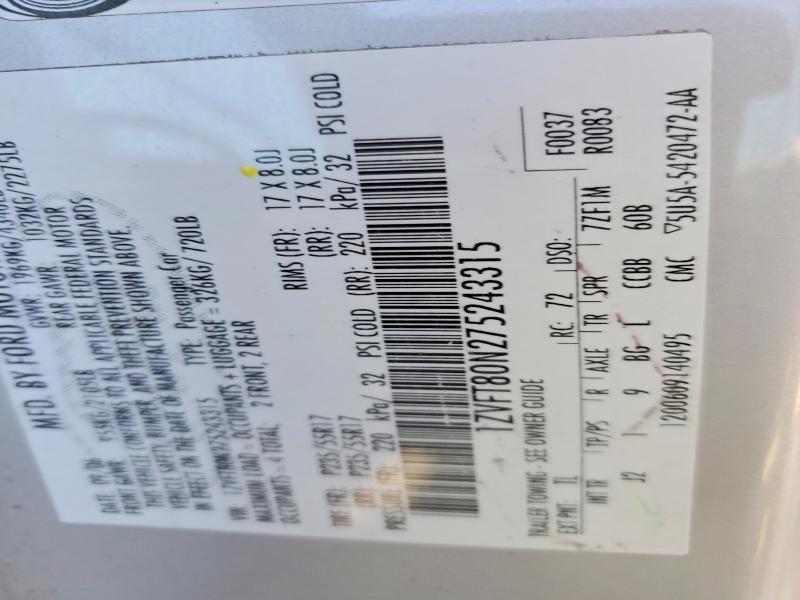 MFD. BY FORD MOTOR
DATE: 09/06 GVWR: 1969KG/4340LB
FRONT GAWR: 953KG/2105LB REAR GAWR: 1032KG/2275LB
THIS VEHICLE CONFORMS TO ALL APPLICABLE FEDERAL MOTOR
VEHICLE SAFETY, BUMPER, AND THEFT PREVENTION STANDARDS
IN EFFECT ON THE DATE OF MANUFACTURE SHOWN ABOVE.
VIN: 1ZVFT80N275243315 TYPE: Passenger Car
MAXIMUM LOAD = OCCUPANTS + LUGGAGE = 326KG/720LB
OCCUPANTS = 4 TOTAL: 2 FRONT, 2 REAR
TIRE (FR): P235/55R17 RIMS (FR): 17 X 8.0J
(RR): P235/55R17 (RR): 17 X 8.0J
PRESSURE (FR): 220 kPa/ 32 PSI COLD (RR): 220 kPa/ 32 PSI COLD
1ZVFT80N275243315
TRAILER TOWING - SEE OWNER GUIDE F0037
EXT PNT: TL RC: 72 DSO: R0083
INT TR TP/PS R AXLE TR SPR 7ZF1M
J2 I 9 BG L CCBB 60B
1200609140495 CMC ▽5U5A-5420472-AA